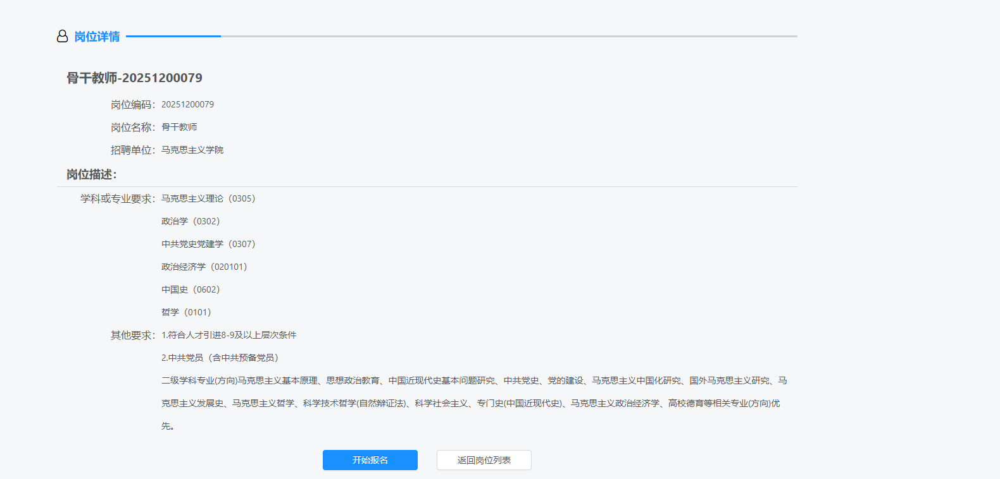 岗位详情
骨干教师-20251200079
岗位编码：20251200079
岗位名称：骨干教师
招聘单位：马克思主义学院
岗位描述：
学科或专业要求：马克思主义理论（0305）
政治学（0302）
中共党史党建学（0307）
政治经济学（020101）
中国史（0602）
哲学（0101）
其他要求：1.符合人才引进8-9及以上层次条件
2.中共党员（含中共预备党员）
二级学科专业(方向)马克思主义基本原理、思想政治教育、中国近现代史基本问题研究、中共党史、党的建设、马克思主义中国化研究、国外马克思主义研究、马
克思主义发展史、马克思主义哲学、科学技术哲学(自然辩证法)、科学社会主义、专门史(中国近现代史)、马克思主义政治经济学、高校德育等相关专业(方向)优
先。
开始报名 返回岗位列表